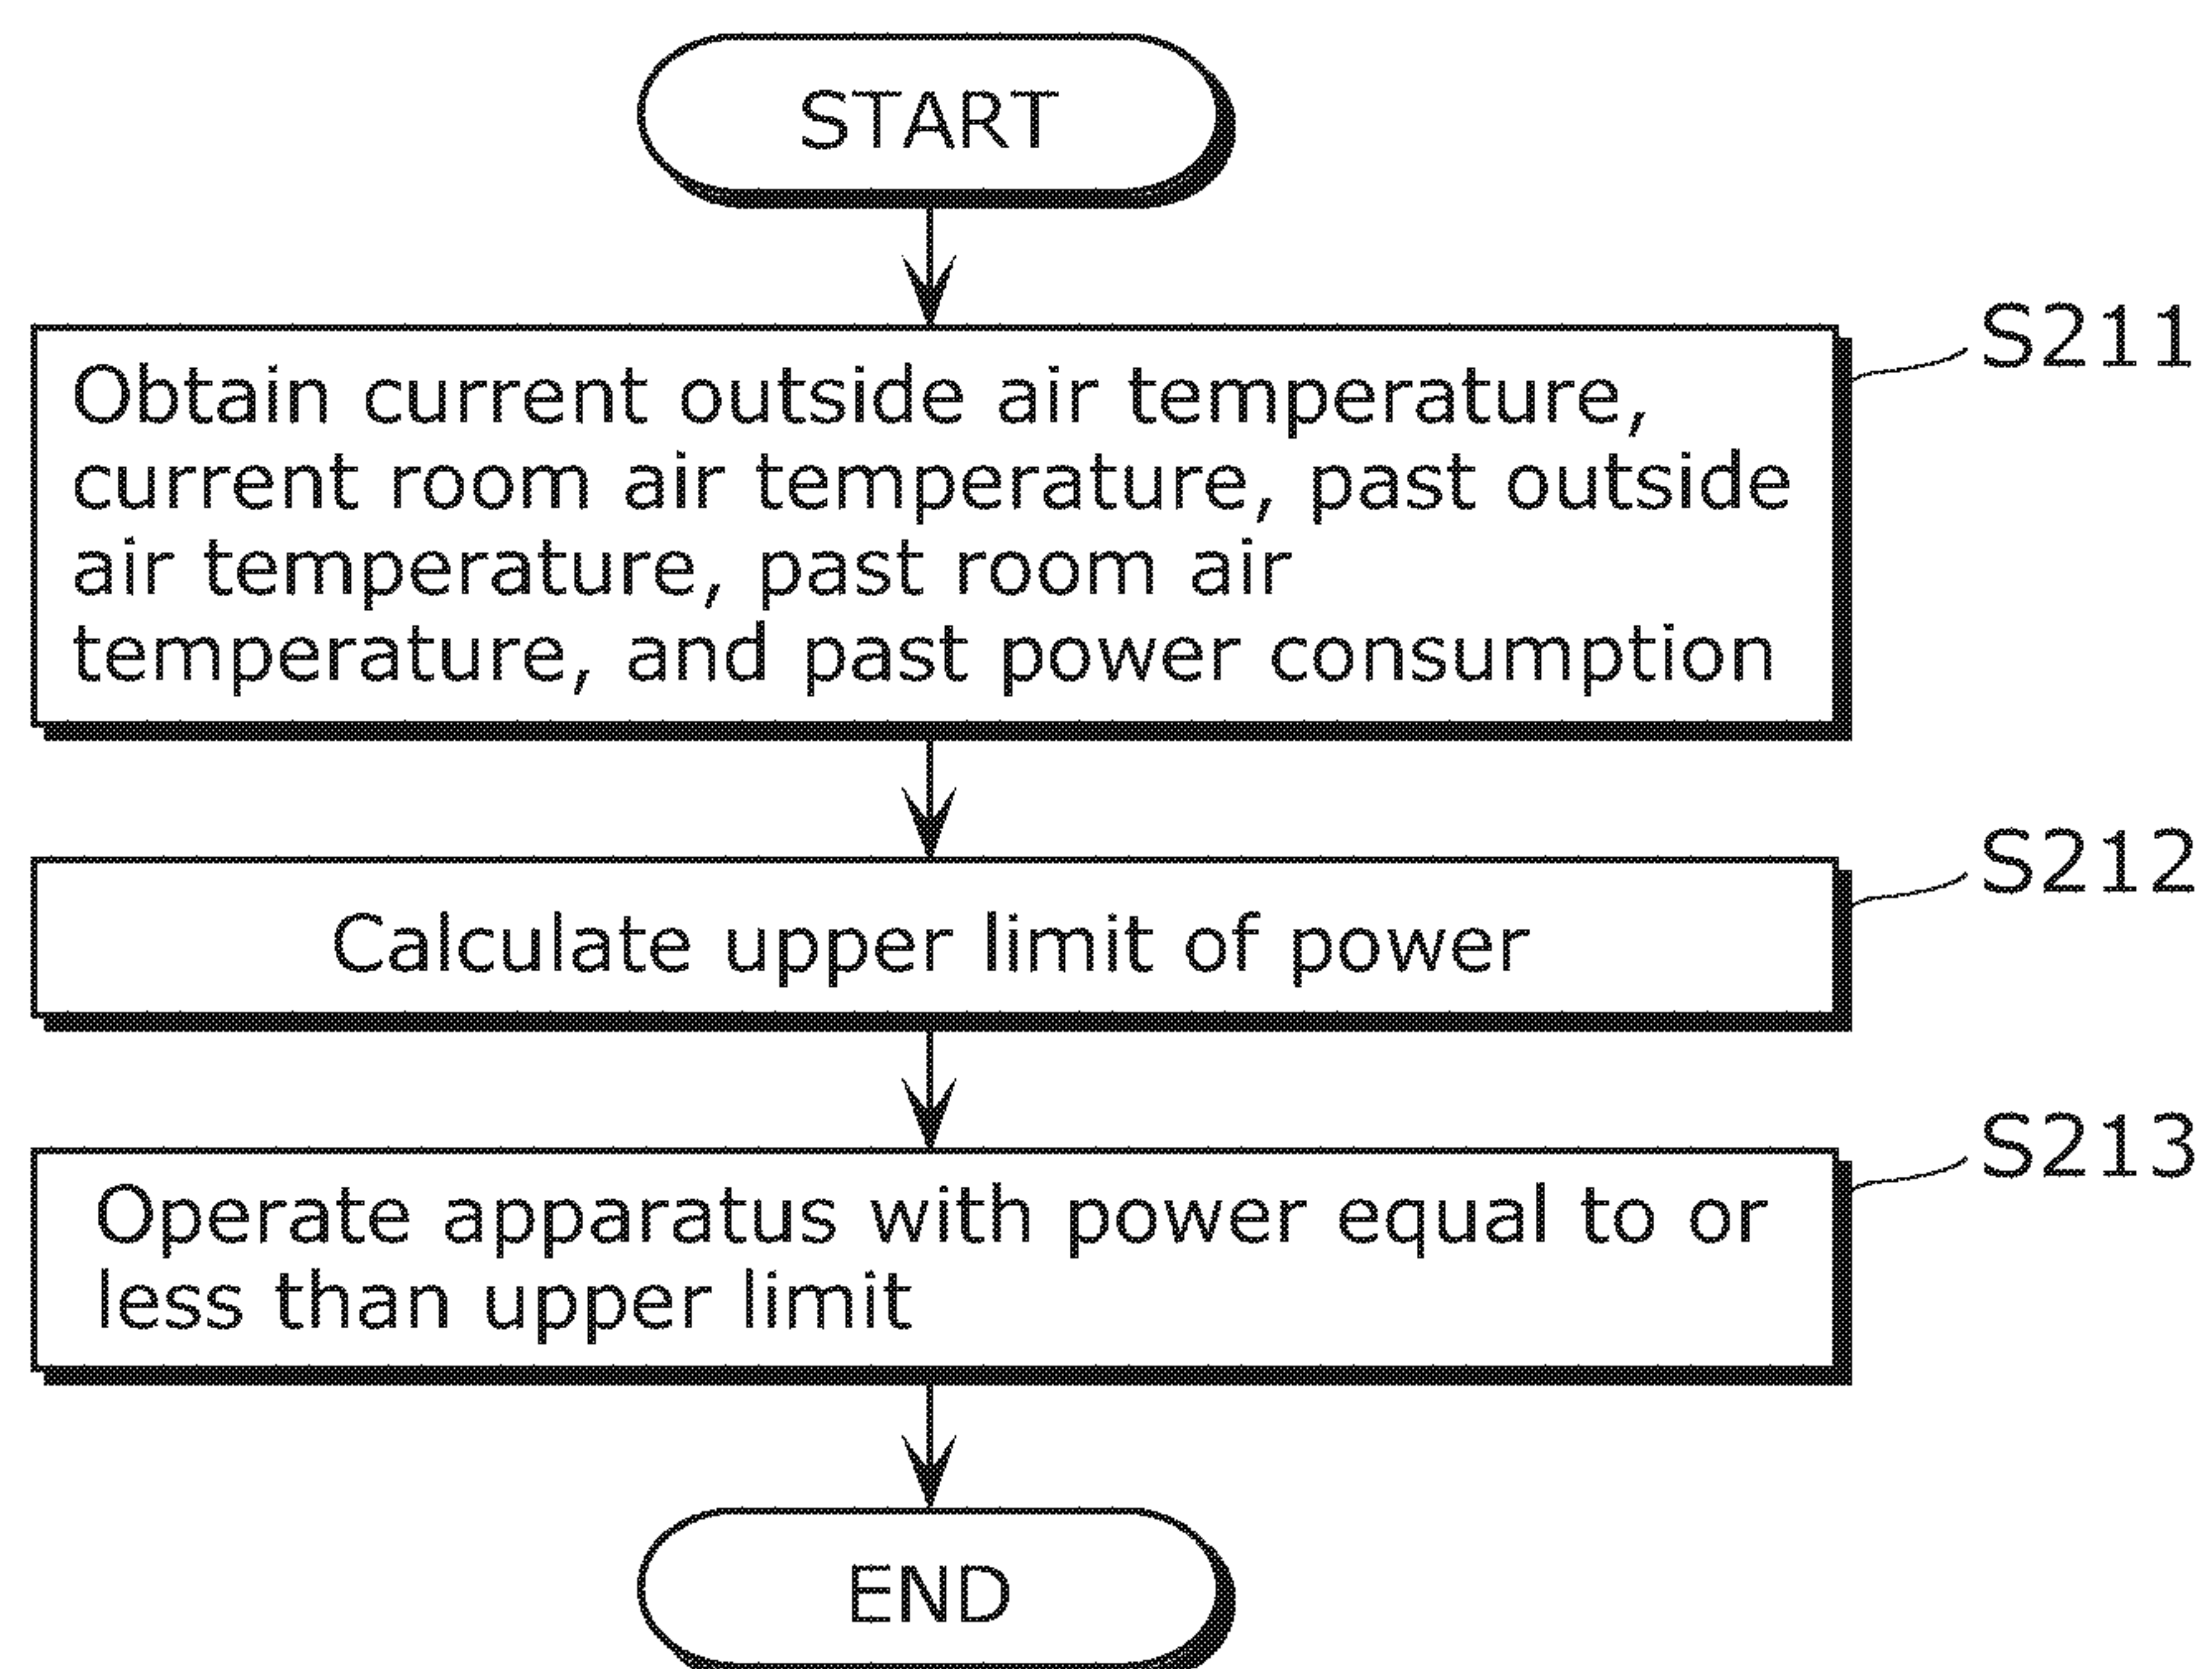 START
S211
Obtain current outside air temperature,
current room air temperature, past outside
air temperature, past room air
temperature, and past power consumption
S212
Calculate upper limit of power
S213
Operate apparatus with power equal to or
less than upper limit
END